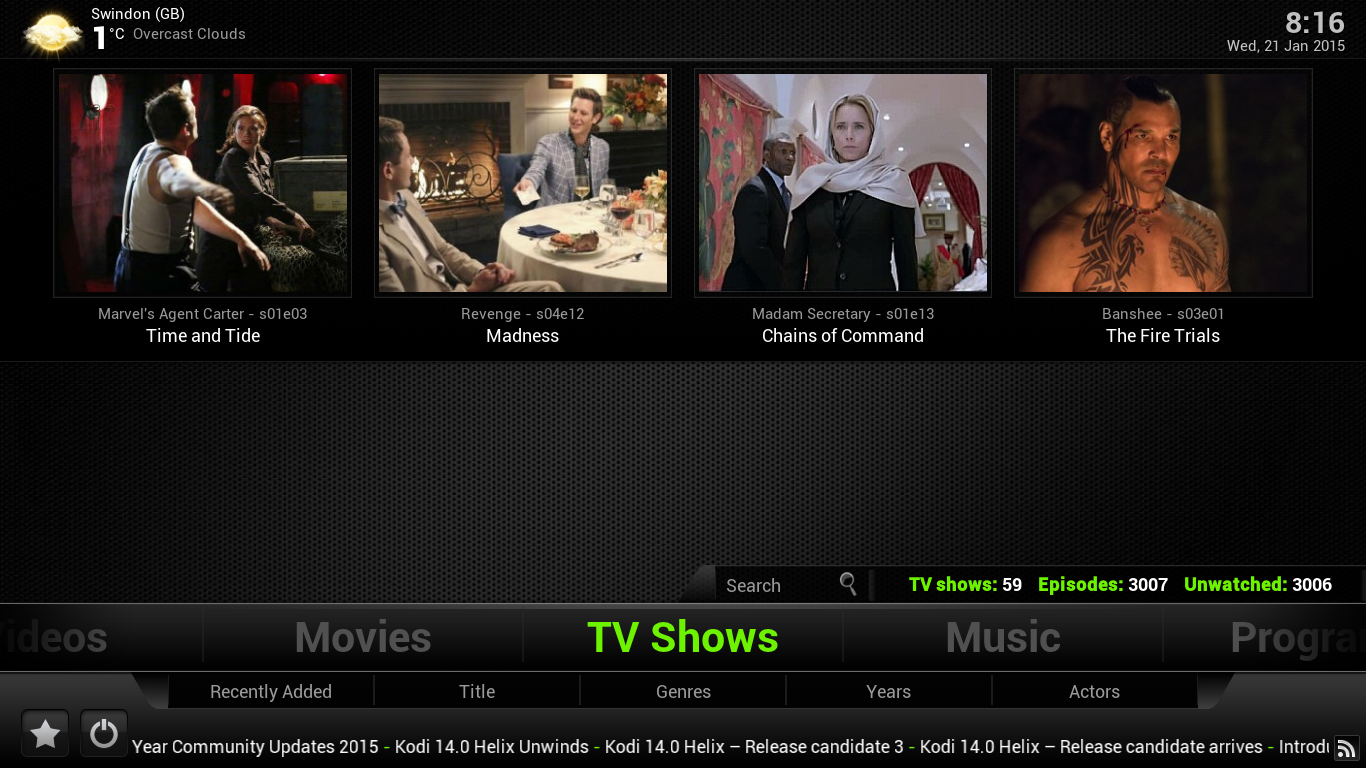 Swindon (GB)
1°C Overcast Clouds
8:16
Wed, 21 Jan 2015
Marvel's Agent Carter - s01e03
Time and Tide
Revenge - s04e12
Madness
Madam Secretary - s01e13
Chains of Command
Banshee - s03e01
The Fire Trials
Search
TV shows: 59 Episodes: 3007 Unwatched: 3006
ideos Movies TV Shows Music Progra
Recently Added Title Genres Years Actors
Year Community Updates 2015 - Kodi 14.0 Helix Unwinds - Kodi 14.0 Helix – Release candidate 3 - Kodi 14.0 Helix – Release candidate arrives - Introdu